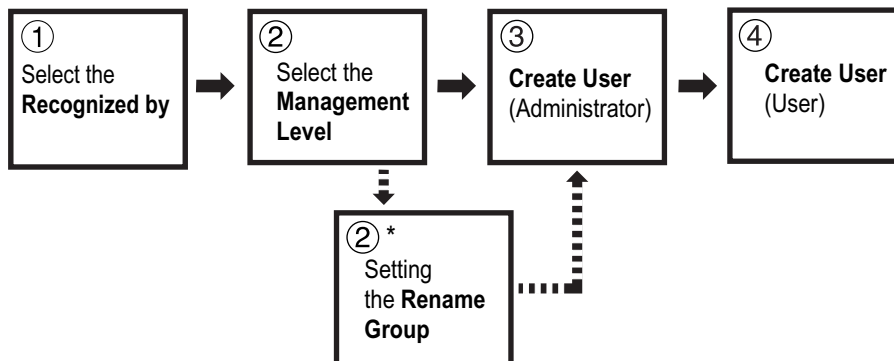 ①
Select the
Recognized by
②
Select the
Management
Level
③
Create User
(Administrator)
④
Create User
(User)
② *
Setting
the Rename
Group